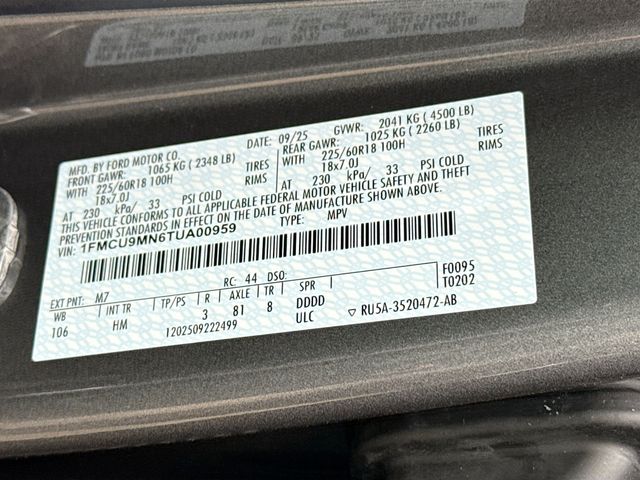 MFD. BY FORD MOTOR CO. DATE: 09/25 GVWR: 2041 KG ( 4500 LB)
FRONT GAWR: 1065 KG ( 2348 LB) REAR GAWR: 1025 KG ( 2260 LB)
WITH 225/60R18 100H TIRES WITH 225/60R18 100H TIRES
18x7.0J RIMS 18x7.0J RIMS
AT 230 kPa/ 33 PSI COLD AT 230 kPa/ 33 PSI COLD
THIS VEHICLE CONFORMS TO ALL APPLICABLE FEDERAL MOTOR VEHICLE SAFETY AND THEFT
PREVENTION STANDARDS IN EFFECT ON THE DATE OF MANUFACTURE SHOWN ABOVE.
1FMCU9MN6TUA00959 TYPE: MPV
EXT PNT: M7 RC: 44 DSO: F0095
WB INT TR TP/PS R AXLE TR SPR T0202
106 HM 3 81 8 DDDD
1202509222499 ULC ▽ RU5A-3520472-AB